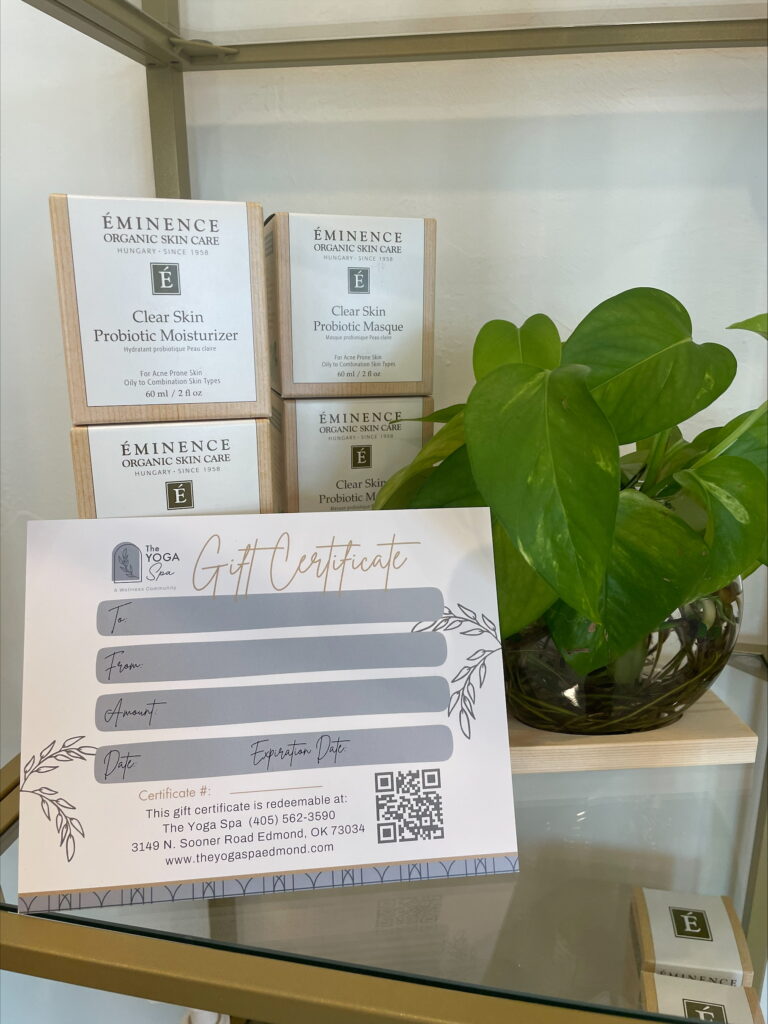 ÉMINENCE
ORGANIC SKIN CARE
HUNGARY · SINCE 1958
É
Clear Skin
Probiotic Moisturizer
Hydratant probiotique Peau claire
For Acne Prone Skin
Oily to Combination Skin Types
60 ml / 2 fl oz
ÉMINENCE
ORGANIC SKIN CARE
HUNGARY · SINCE 1958
É
Clear Skin
Probiotic Masque
Masque probiotique Peau claire
For Acne Prone Skin
Oily to Combination Skin Types
60 ml / 2 fl oz
ÉMINENCE
ORGANIC SKIN CARE
HUNGARY · SINCE 1958
É
ÉMINENCE
ORGANIC SKIN CARE
HUNGARY · SINCE 1958
É
Clear Skin
Probiotic
The
YOGA
Spa
A Wellness Community
Gift Certificate
To:
From:
Amount:
Date: Expiration Date:
Certificate #:
This gift certificate is redeemable at:
The Yoga Spa (405) 562-3590
3149 N. Sooner Road Edmond, OK 73034
www.theyogaspaedmond.com
É
ÉMINENCE
É